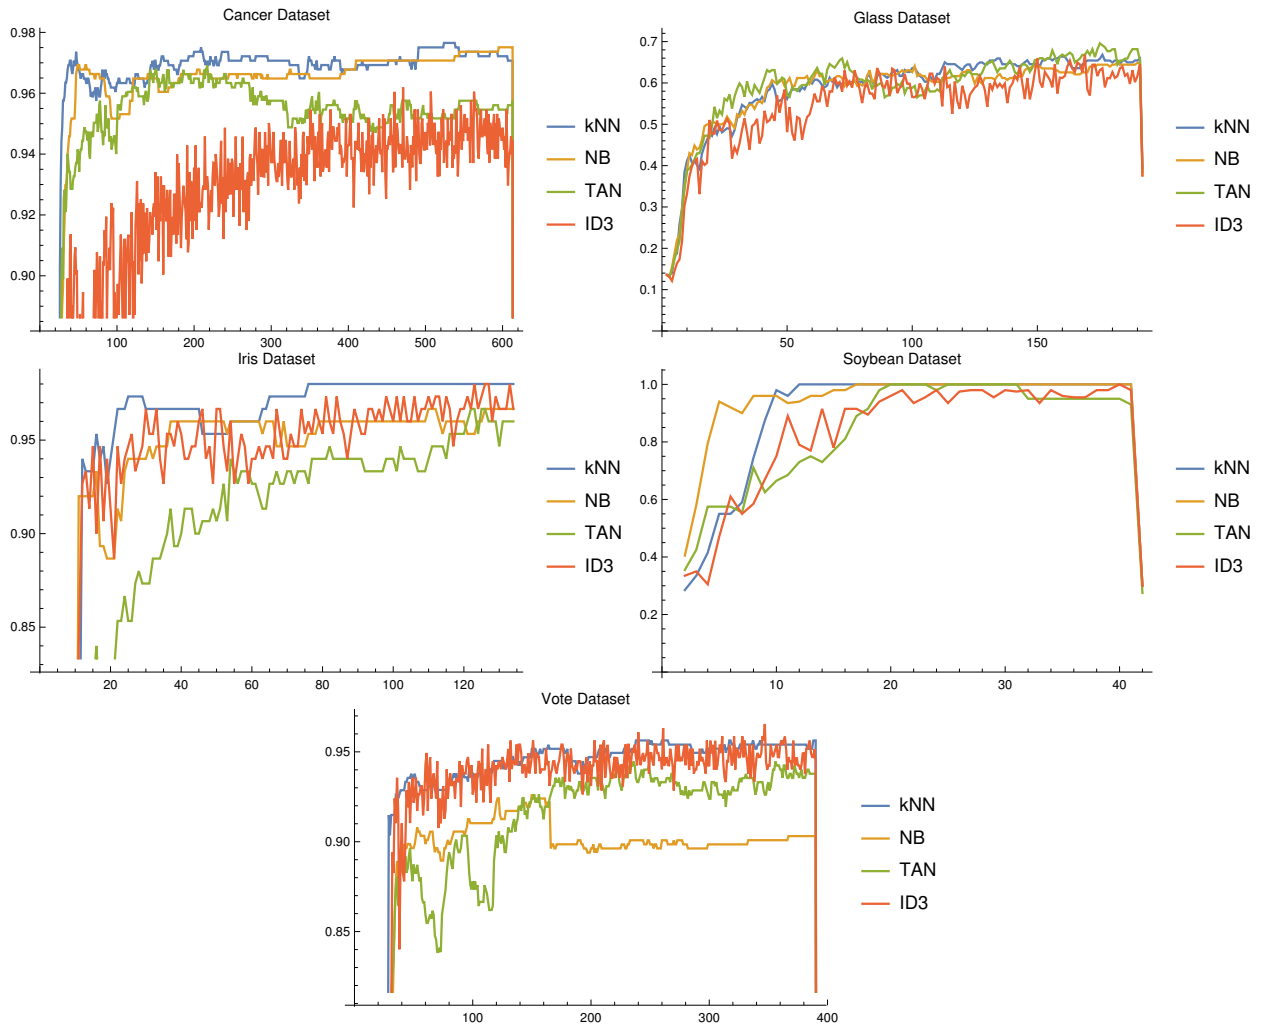 Cancer Dataset
0.98
0.96
0.94
0.92
0.90
100 200 300 400 500 600
kNN
NB
TAN
ID3
Glass Dataset
0.7
0.6
0.5
0.4
0.3
0.2
0.1
50 100 150
kNN
NB
TAN
ID3
Iris Dataset
0.95
0.90
0.85
20 40 60 80 100 120
kNN
NB
TAN
ID3
Soybean Dataset
1.0
0.8
0.6
0.4
0.2
10 20 30 40
kNN
NB
TAN
ID3
Vote Dataset
0.95
0.90
0.85
100 200 300 400
kNN
NB
TAN
ID3